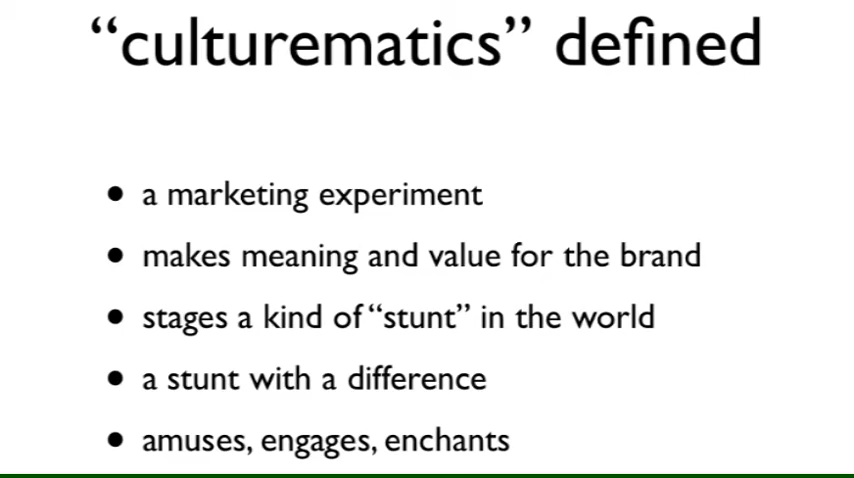 “culturematics” defined
• a marketing experiment
• makes meaning and value for the brand
• stages a kind of “stunt” in the world
• a stunt with a difference
• amuses, engages, enchants